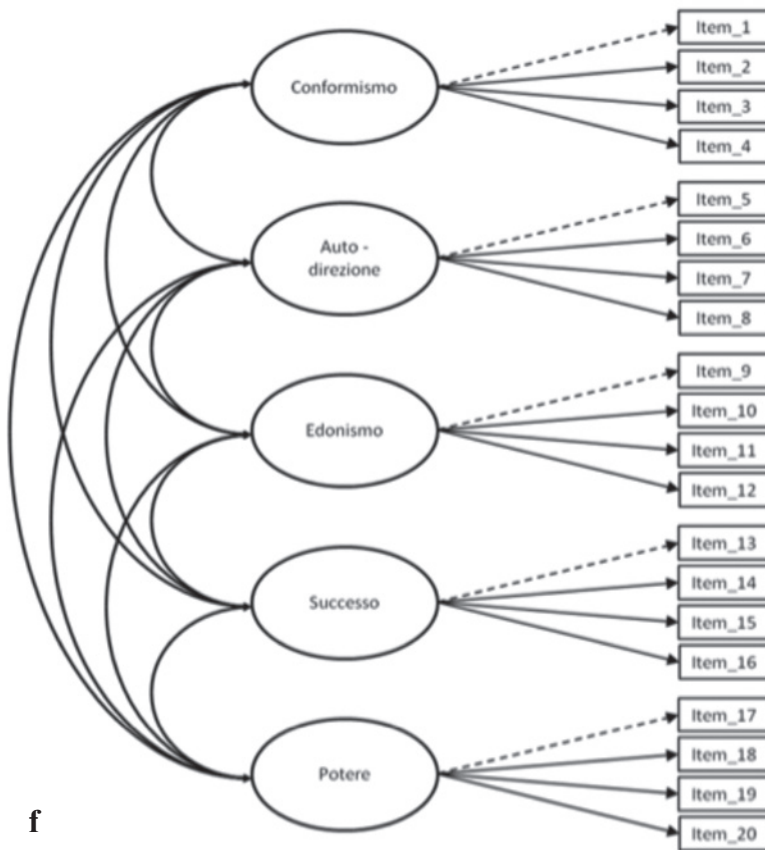 Item_1
Conformismo
Item_2
Item_3
Item_4
Item_5
Auto -
direzione
Item_6
Item_7
Item_8
Item_9
Edonismo
Item_10
Item_11
Item_12
Item_13
Successo
Item_14
Item_15
Item_16
Item_17
Potere
Item_18
Item_19
Item_20
f